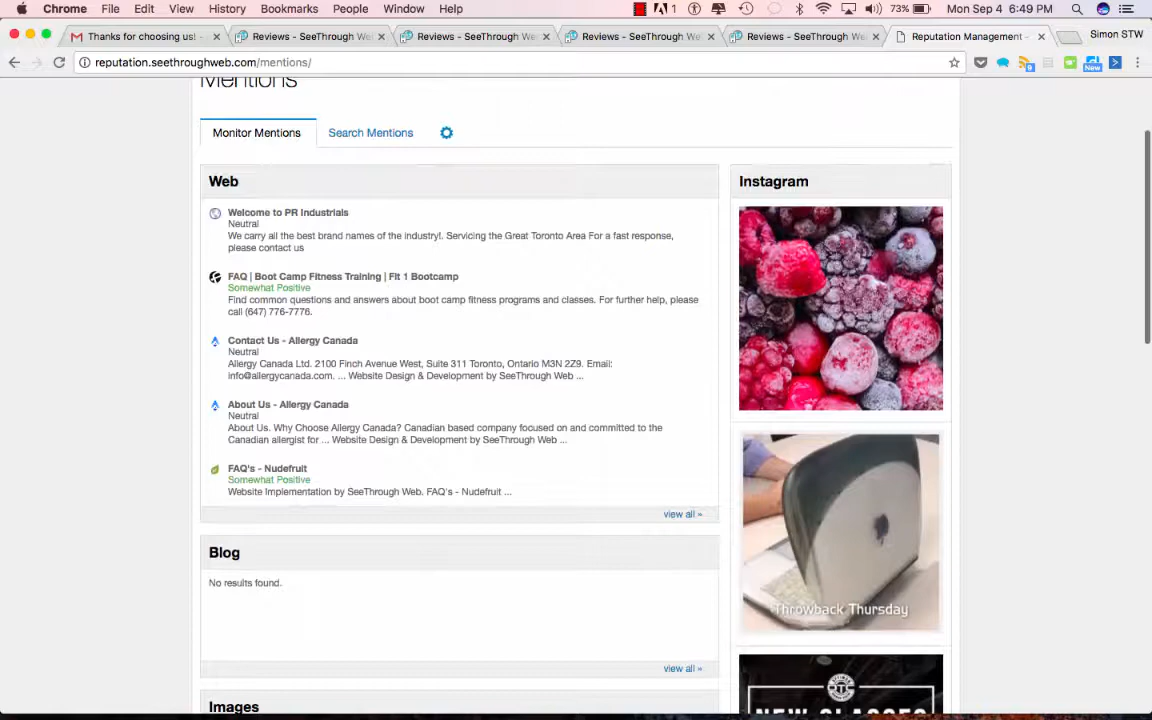 Chrome File Edit View History Bookmarks People Window Help 1 73% Mon Sep 4 6:49 PM
Thanks for choosing us! - Reviews - SeeThrough Web - Reviews - SeeThrough We Reviews - SeeThrough We Reviews - SeeThrough We Reputation Management - Simon STW
reputation.seethroughweb.com/mentions/ 9 New
Mentions
Monitor Mentions Search Mentions
Web
Welcome to PR Industrials
Neutral
We carry all the best brand names of the industry!. Servicing the Great Toronto Area For a fast response,
please contact us
FAQ | Boot Camp Fitness Training | Fit 1 Bootcamp
Somewhat Positive
Find common questions and answers about boot camp fitness programs and classes. For further help, please
call (647) 776-7776.
Contact Us - Allergy Canada
Neutral
Allergy Canada Ltd. 2100 Finch Avenue West, Suite 311 Toronto, Ontario M3N 2Z9. Email:
info@allergycanada.com. ... Website Design & Development by SeeThrough Web ...
About Us - Allergy Canada
Neutral
About Us. Why Choose Allergy Canada? Canadian based company focused on and committed to the
Canadian allergist for ... Website Design & Development by SeeThrough Web ...
FAQ's - Nudefruit
Somewhat Positive
Website Implementation by SeeThrough Web. FAQ's - Nudefruit ...
view all »
Blog
No results found.
view all »
Images
Instagram
Throwback Thursday
NEW CLASSES